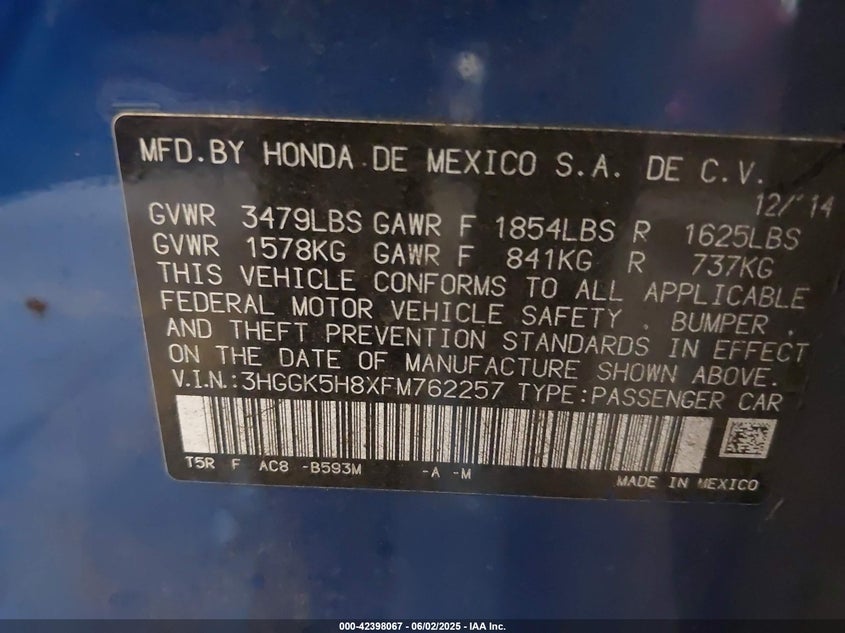 MFD.BY HONDA DE MEXICO S.A. DE C.V.
12/'14
GVWR 3479LBS GAWR F 1854LBS R 1625LBS
GVWR 1578KG GAWR F 841KG R 737KG
THIS VEHICLE CONFORMS TO ALL APPLICABLE
FEDERAL MOTOR VEHICLE SAFETY , BUMPER ,
AND THEFT PREVENTION STANDARDS IN EFFECT
ON THE DATE OF MANUFACTURE SHOWN ABOVE.
V.I.N.:3HGGK5H8XFM762257 TYPE:PASSENGER CAR
T5R F AC8 -B593M -A -M
MADE IN MEXICO
000-42398067 - 06/02/2025 - IAA Inc.